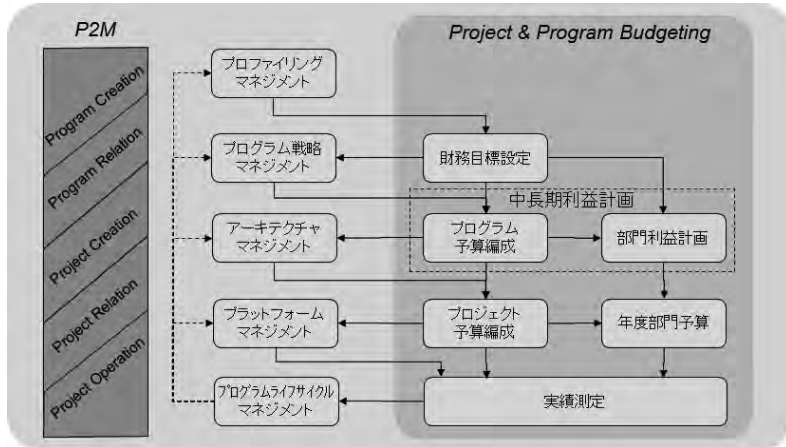 P2M
Project & Program Budgeting
Program Creation
Program Relation
Project Creation
Project Relation
Project Operation
プロファイリング
マネジメント
プログラム戦略
マネジメント
財務目標設定
中長期利益計画
アーキテクチャ
マネジメント
プログラム
予算編成
部門利益計画
プラットフォーム
マネジメント
プロジェクト
予算編成
年度部門予算
プログラムライフサイクル
マネジメント
実績測定